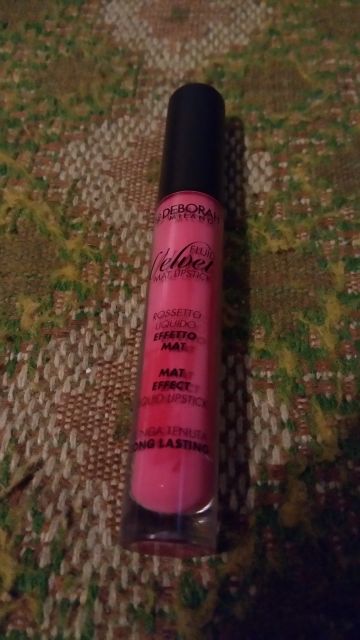 DEBORAH
MILANO
FLUID
Velvet
MAT LIPSTICK
ROSSETTO
LIQUIDO
EFFETTO
MAT
MAT
EFFECT
LIQUID LIPSTICK
LUNGA TENUTA
LONG LASTING